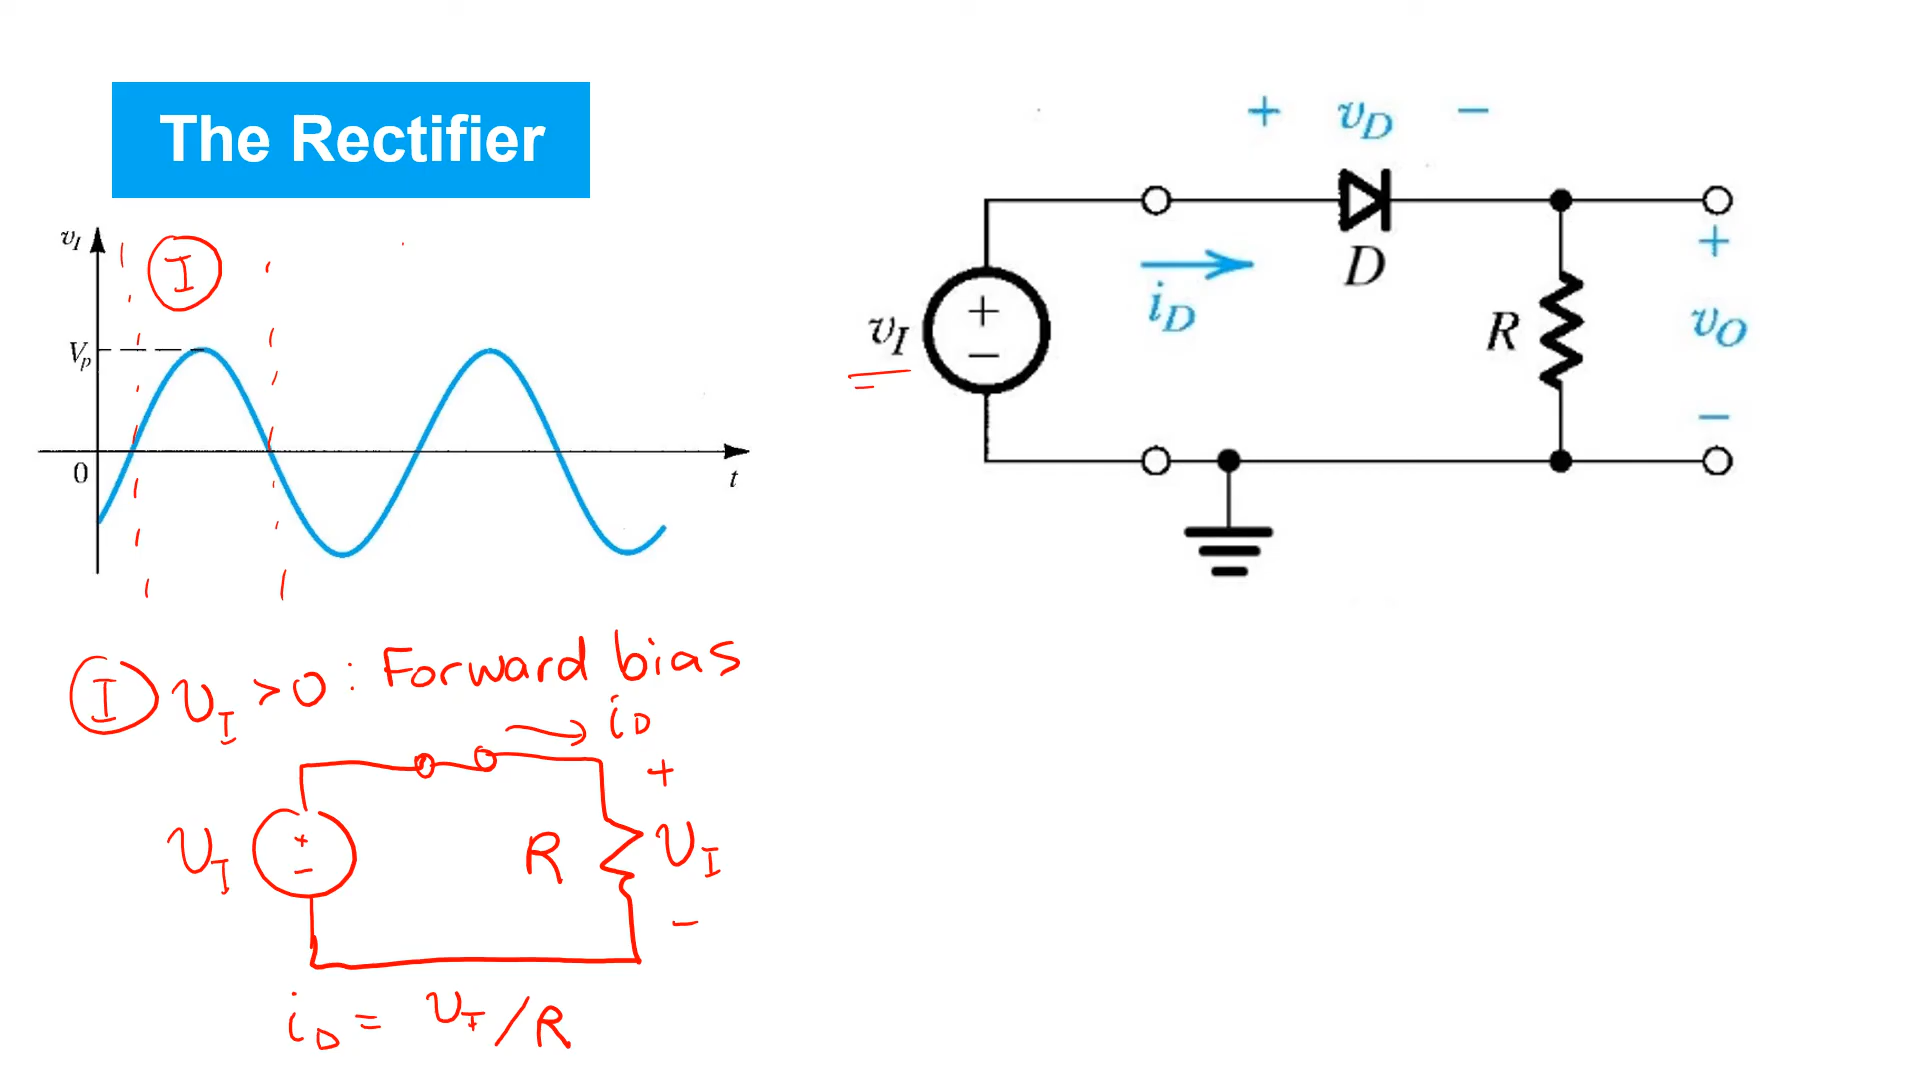 The Rectifier
v_I
I
V_p
0
t
+ v_D −
i_D
D
v_I
+
−
R
+
v_O
−
I v_I > 0 : Forward bias
i_D
v_I
+
−
R
+
v_I
−
i_D = v_I / R